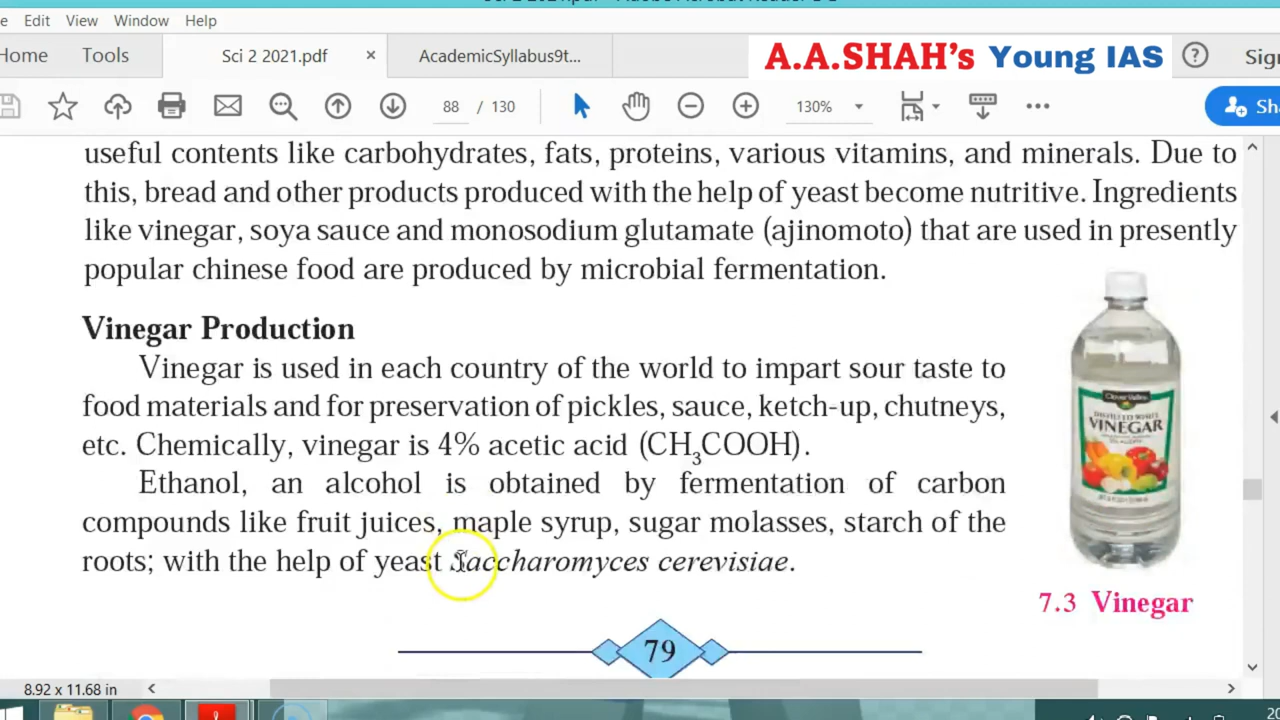 Edit View Window Help
Home Tools Sci 2 2021.pdf × AcademicSyllabus9t... A.A.SHAH's Young IAS ? Sig
88 / 130 130% Sha
useful contents like carbohydrates, fats, proteins, various vitamins, and minerals. Due to
this, bread and other products produced with the help of yeast become nutritive. Ingredients
like vinegar, soya sauce and monosodium glutamate (ajinomoto) that are used in presently
popular chinese food are produced by microbial fermentation.
Vinegar Production
Vinegar is used in each country of the world to impart sour taste to
food materials and for preservation of pickles, sauce, ketch-up, chutneys,
etc. Chemically, vinegar is 4% acetic acid (CH₃COOH).
Ethanol, an alcohol is obtained by fermentation of carbon
compounds like fruit juices, maple syrup, sugar molasses, starch of the
roots; with the help of yeast Saccharomyces cerevisiae.
Clover Valley
DISTILLED WHITE
VINEGAR
7.3 Vinegar
79
8.92 x 11.68 in